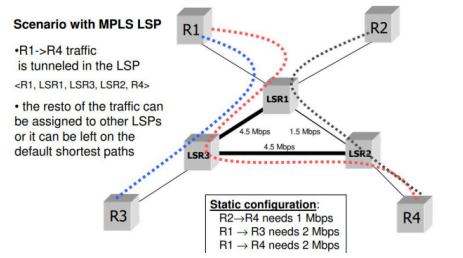 Scenario with MPLS LSP
•R1->R4 traffic
is tunneled in the LSP
<R1, LSR1, LSR3, LSR2, R4>
• the resto of the traffic can
be assigned to other LSPs
or it can be left on the
default shortest paths
R1
R2
LSR1
4.5 Mbps
1.5 Mbps
4.5 Mbps
LSR3
LSR2
R3
R4
Static configuration:
R2→R4 needs 1 Mbps
R1 → R3 needs 2 Mbps
R1 → R4 needs 2 Mbps